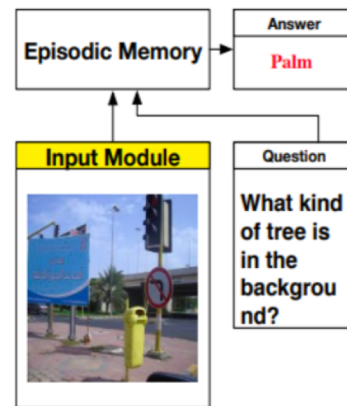 Episodic Memory
Answer
Palm
Input Module
Question
What kind
of tree is
in the
backgrou
nd?